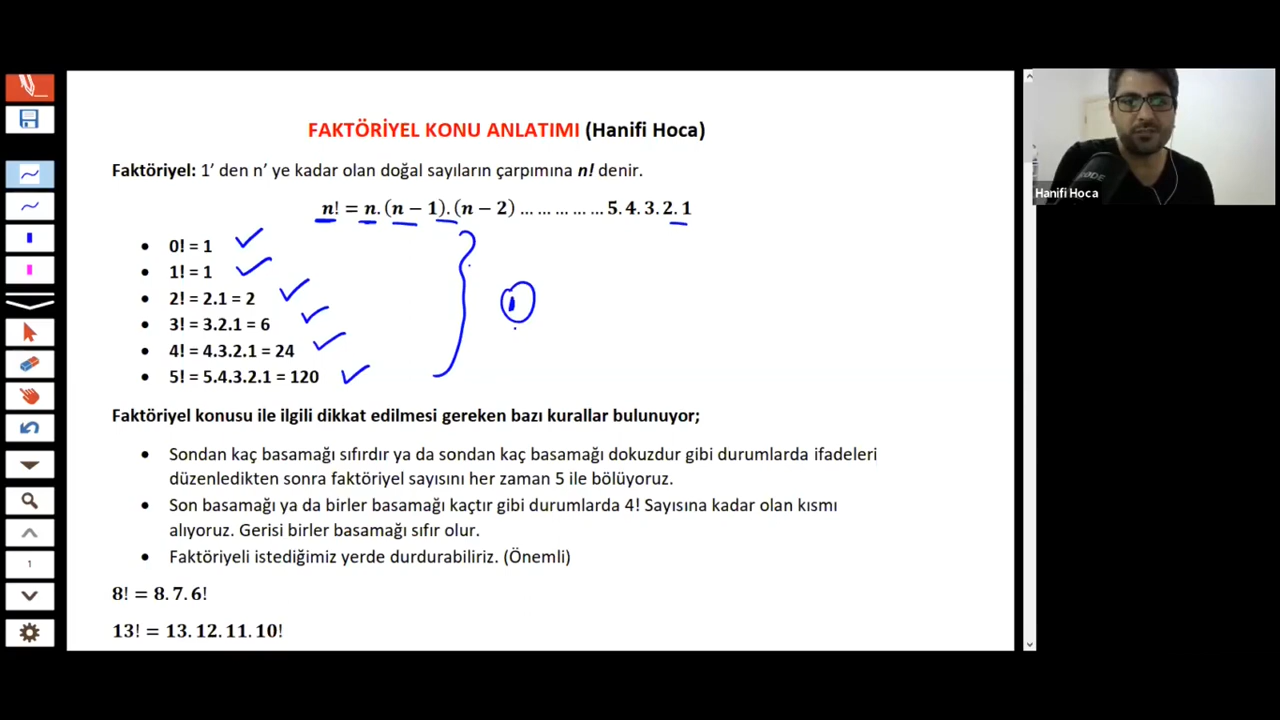 FAKTÖRİYEL KONU ANLATIMI (Hanifi Hoca)
Faktöriyel: 1’ den n’ ye kadar olan doğal sayıların çarpımına n! denir.
n! = n. (n − 1). (n − 2) … … … … … 5. 4. 3. 2. 1
• 0! = 1
• 1! = 1
• 2! = 2.1 = 2
• 3! = 3.2.1 = 6
• 4! = 4.3.2.1 = 24
• 5! = 5.4.3.2.1 = 120
Faktöriyel konusu ile ilgili dikkat edilmesi gereken bazı kurallar bulunuyor;
• Sondan kaç basamağı sıfırdır ya da sondan kaç basamağı dokuzdur gibi durumlarda ifadeleri
düzenledikten sonra faktöriyel sayısını her zaman 5 ile bölüyoruz.
• Son basamağı ya da birler basamağı kaçtır gibi durumlarda 4! Sayısına kadar olan kısmı
alıyoruz. Gerisi birler basamağı sıfır olur.
• Faktöriyeli istediğimiz yerde durdurabiliriz. (Önemli)
8! = 8. 7. 6!
13! = 13. 12. 11. 10!
Hanifi Hoca
1